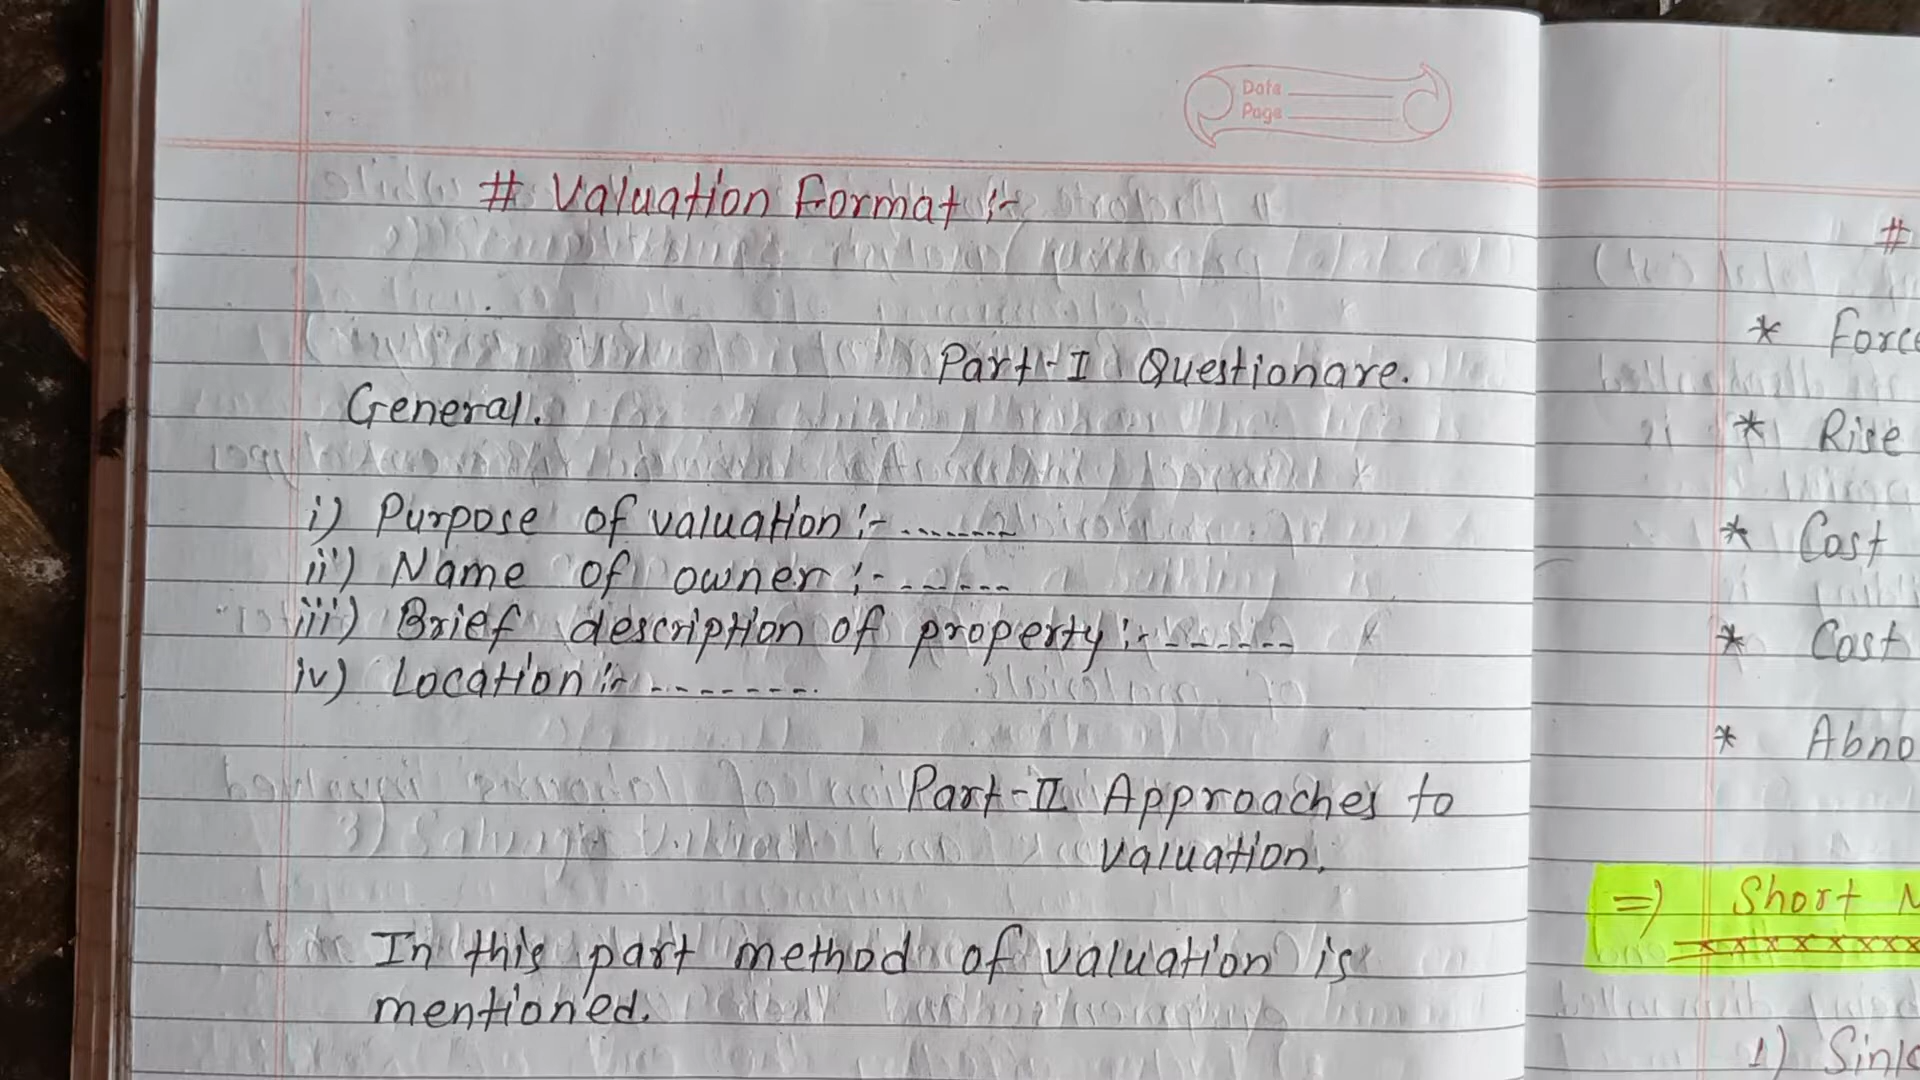 Date
Page
# Valuation Format :-
Part-I Questionare.
General.
i) Purpose of valuation :- .......
ii) Name of owner :- ------
iii) Brief description of property :- ------
iv) Location :- --------.
Part-II Approaches to
valuation.
In this part method of valuation is
mentioned.
#
* Force
* Rise
* Cost
* Cost
* Abno
=) Short N
1) Sink